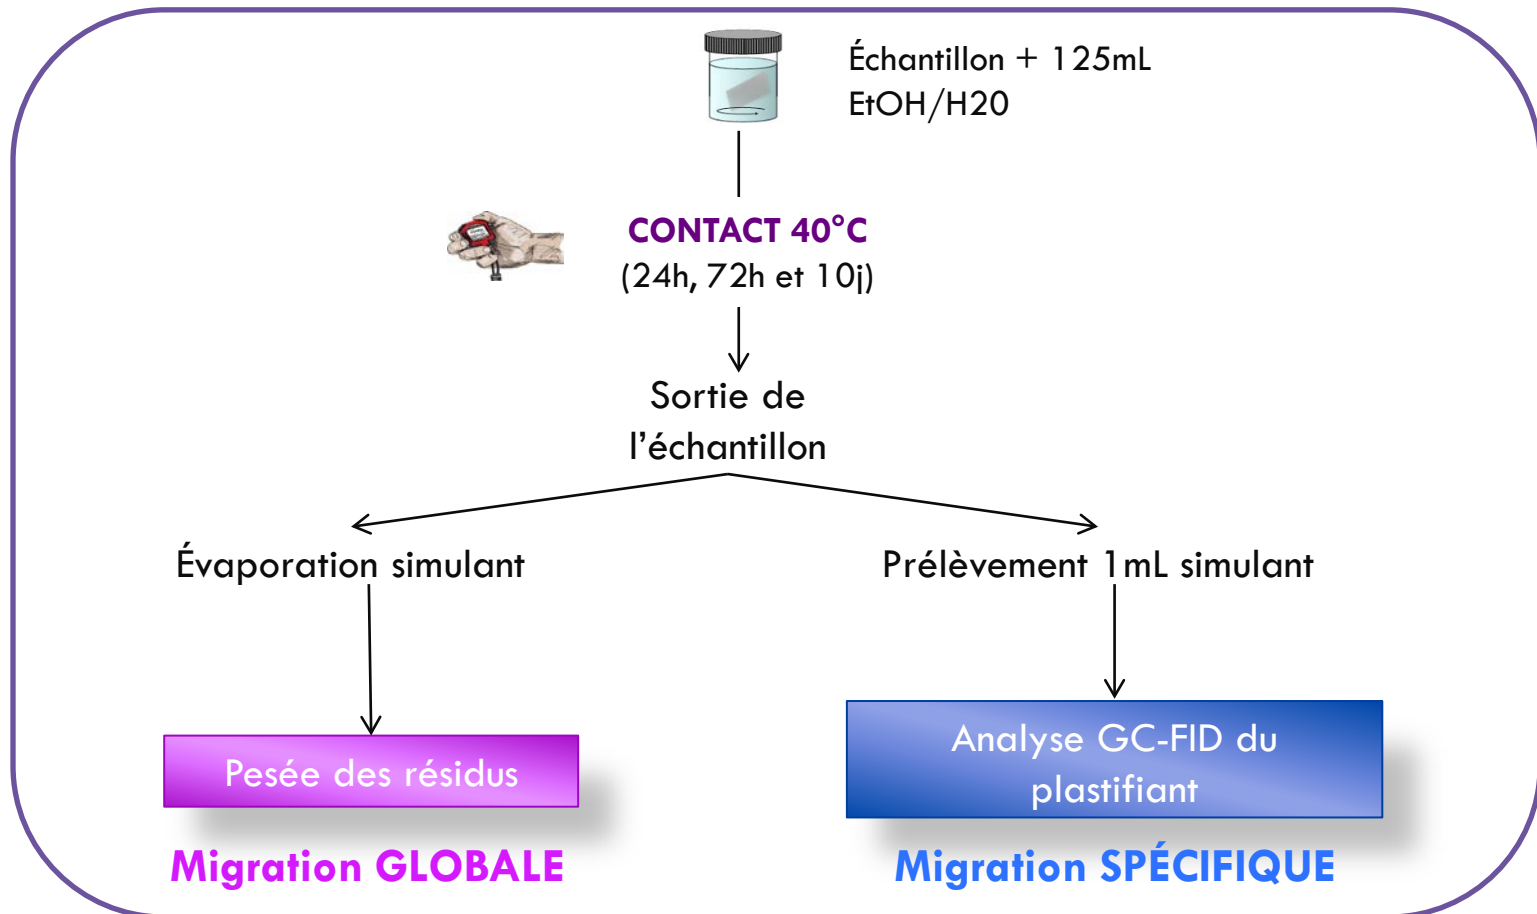 Échantillon + 125mL
EtOH/H20
CONTACT 40°C
(24h, 72h et 10j)
Sortie de
l'échantillon
Évaporation simulant
Prélèvement 1mL simulant
Pesée des résidus
Analyse GC-FID du
plastifiant
Migration GLOBALE
Migration SPÉCIFIQUE